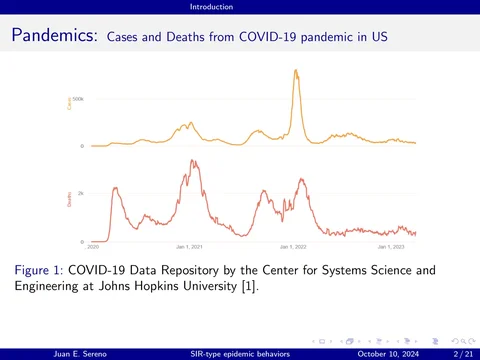 Introduction
Pandemics: Cases and Deaths from COVID-19 pandemic in US
Cases
500k
0
Deaths
2k
0
2020
Jan 1, 2021
Jan 1, 2022
Jan 1, 2023
Figure 1: COVID-19 Data Repository by the Center for Systems Science and
Engineering at Johns Hopkins University [1].
Juan E. Sereno
SIR-type epidemic behaviors
October 10, 2024
2 / 21